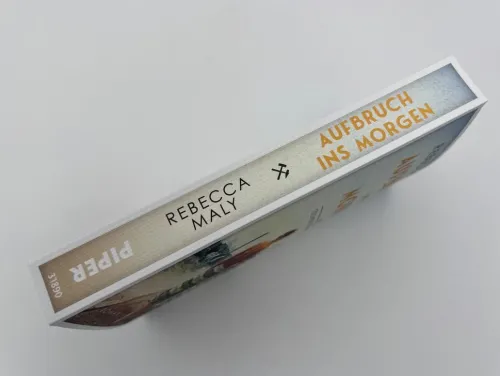 AUFBRUCH
INS MORGEN
REBECCA
MALY
PIPER